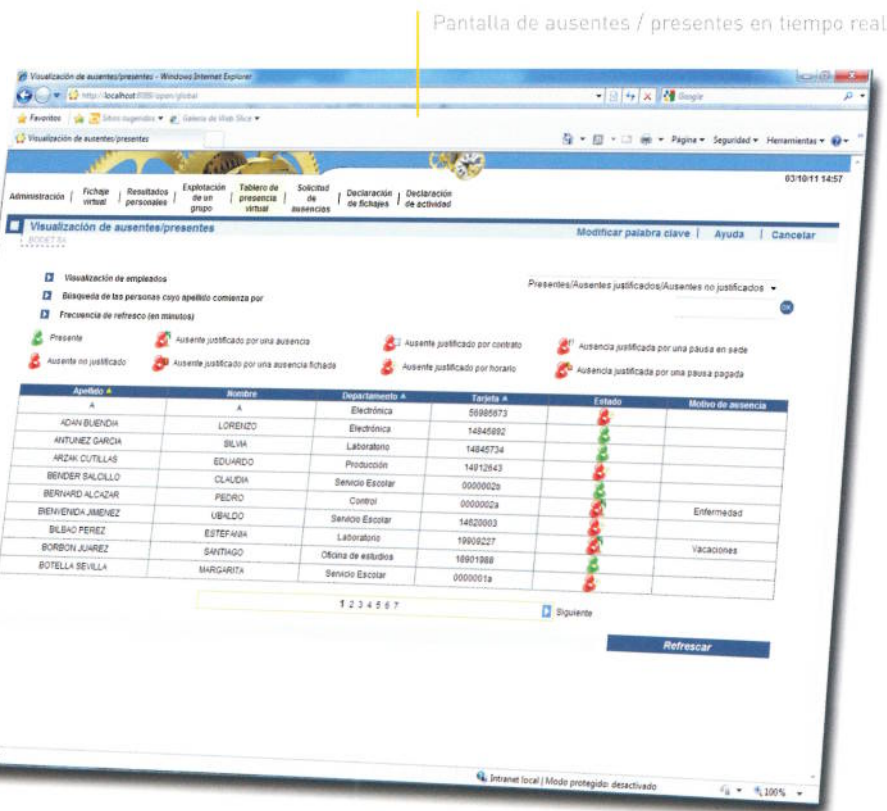 Pantalla de ausentes / presentes en tiempo real
Visualización de ausentes/presentes - Windows Internet Explorer
Google
Favoritos
Visualización de ausentes/presentes
Página Seguridad Herramientas
03/10/11 14:57
Administración | Fichaje virtual | Resultados personales | Explotación de un grupo | Tablero de presencia virtual | Solicitud de ausencias | Declaración de fichajes | Declaración de actividad
Visualización de ausentes/presentes
Modificar palabra clave | Ayuda | Cancelar
Visualización de empleados
Presentes/Ausentes justificados/Ausentes no justificados
Búsqueda de las personas cuyo apellido comienza por
OK
Frecuencia de refresco (en minutos)
Presente
Ausente justificado por una ausencia
Ausente justificado por contrato
Ausencia justificada por una pausa en sede
Ausente no justificado
Ausente justificado por una ausencia fichada
Ausente justificado por horario
Ausencia justificada por una pausa pagada
Apellido Nombre Departamento Tarjeta Estado Motivo de ausencia
A A Electrónica 56985673
ADAN BUENDIA LORENZO Electrónica 14845892
ANTUNEZ GARCIA SILVIA Laboratorio 14845734
ARZAK CUTILLAS EDUARDO Producción 14912643
BENDER SALCILLO CLAUDIA Servicio Escolar 0000002b
BERNARD ALCAZAR PEDRO Control 0000002a Enfermedad
BIENVENIDA JIMENEZ UBALDO Servicio Escolar 14820003
BILBAO PEREZ ESTEFANIA Laboratorio 19909227 Vacaciones
BORBON JUAREZ SANTIAGO Oficina de estudios 18901988
BOTELLA SEVILLA MARGARITA Servicio Escolar 0000001a
1 2 3 4 5 6 7
Siguiente
Refrescar
Intranet local | Modo protegido: desactivado
100%